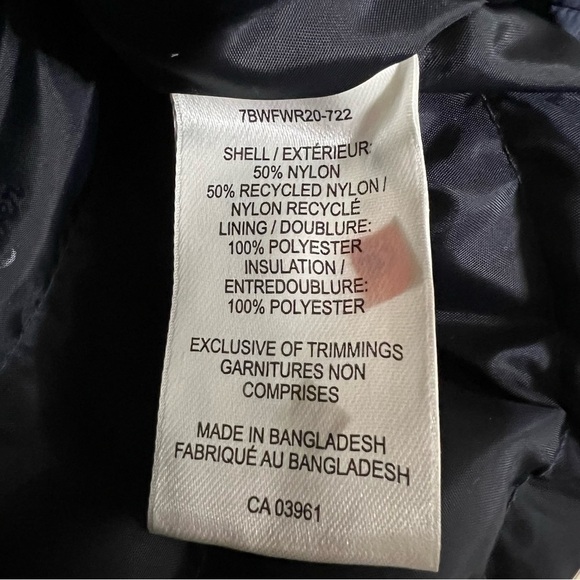 7BWFWR20-722
SHELL / EXTÉRIEUR:
50% NYLON
50% RECYCLED NYLON /
NYLON RECYCLÉ
LINING / DOUBLURE:
100% POLYESTER
INSULATION /
ENTREDOUBLURE:
100% POLYESTER
EXCLUSIVE OF TRIMMINGS
GARNITURES NON
COMPRISES
MADE IN BANGLADESH
FABRIQUÉ AU BANGLADESH
CA 03961